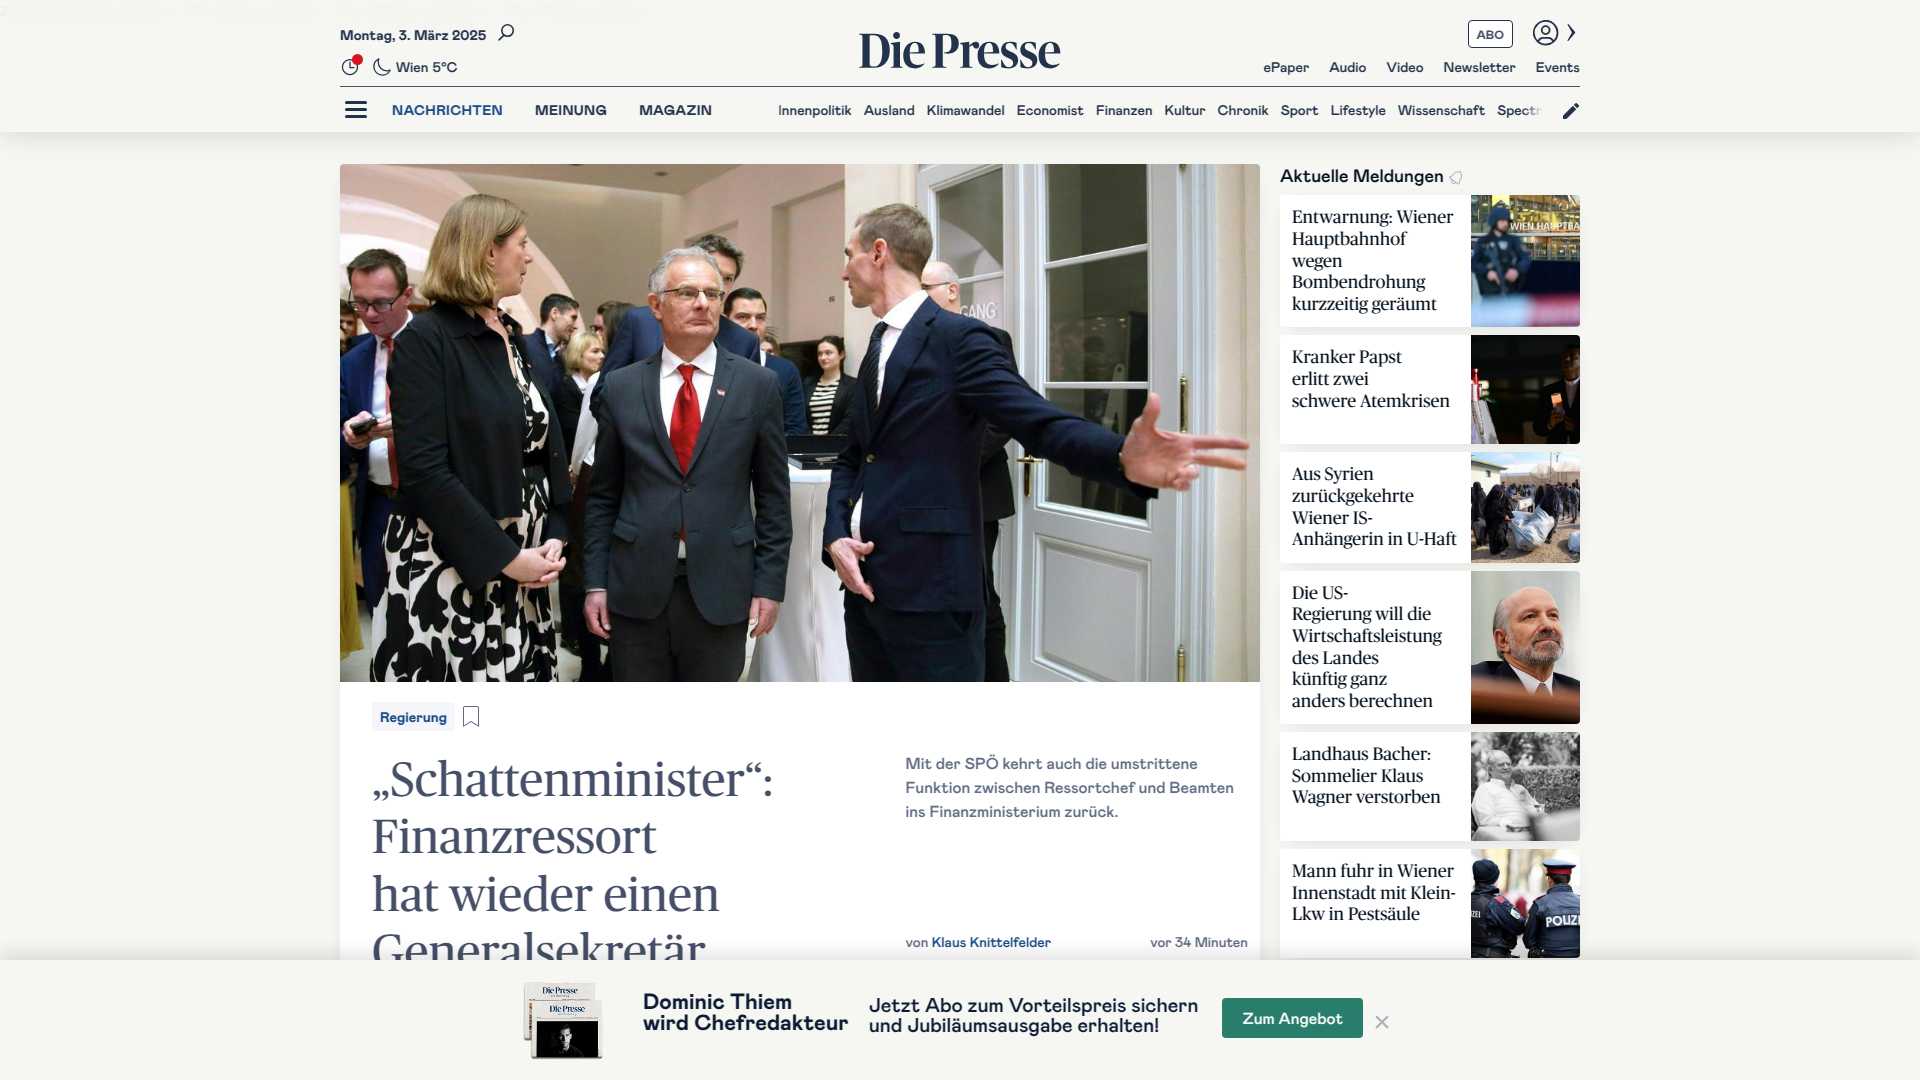 Montag, 3. März 2025
Die Presse
ABO
Wien 5°C
ePaper Audio Video Newsletter Events
NACHRICHTEN MEINUNG MAGAZIN
Innenpolitik Ausland Klimawandel Economist Finanzen Kultur Chronik Sport Lifestyle Wissenschaft Spectr
GANG
Regierung
„Schattenminister“:
Finanzressort
hat wieder einen
Generalsekretär
Mit der SPÖ kehrt auch die umstrittene
Funktion zwischen Ressortchef und Beamten
ins Finanzministerium zurück.
von Klaus Knittelfelder
vor 34 Minuten
Aktuelle Meldungen
Entwarnung: Wiener
Hauptbahnhof
wegen
Bombendrohung
kurzzeitig geräumt
WIEN HAUPTBA
Kranker Papst
erlitt zwei
schwere Atemkrisen
Aus Syrien
zurückgekehrte
Wiener IS-
Anhängerin in U-Haft
Die US-
Regierung will die
Wirtschaftsleistung
des Landes
künftig ganz
anders berechnen
Landhaus Bacher:
Sommelier Klaus
Wagner verstorben
Mann fuhr in Wiener
Innenstadt mit Klein-
Lkw in Pestsäule
ZEI
POLIZE
Die Presse
Die Presse
Dominic Thiem
wird Chefredakteur
Jetzt Abo zum Vorteilspreis sichern
und Jubiläumsausgabe erhalten!
Zum Angebot